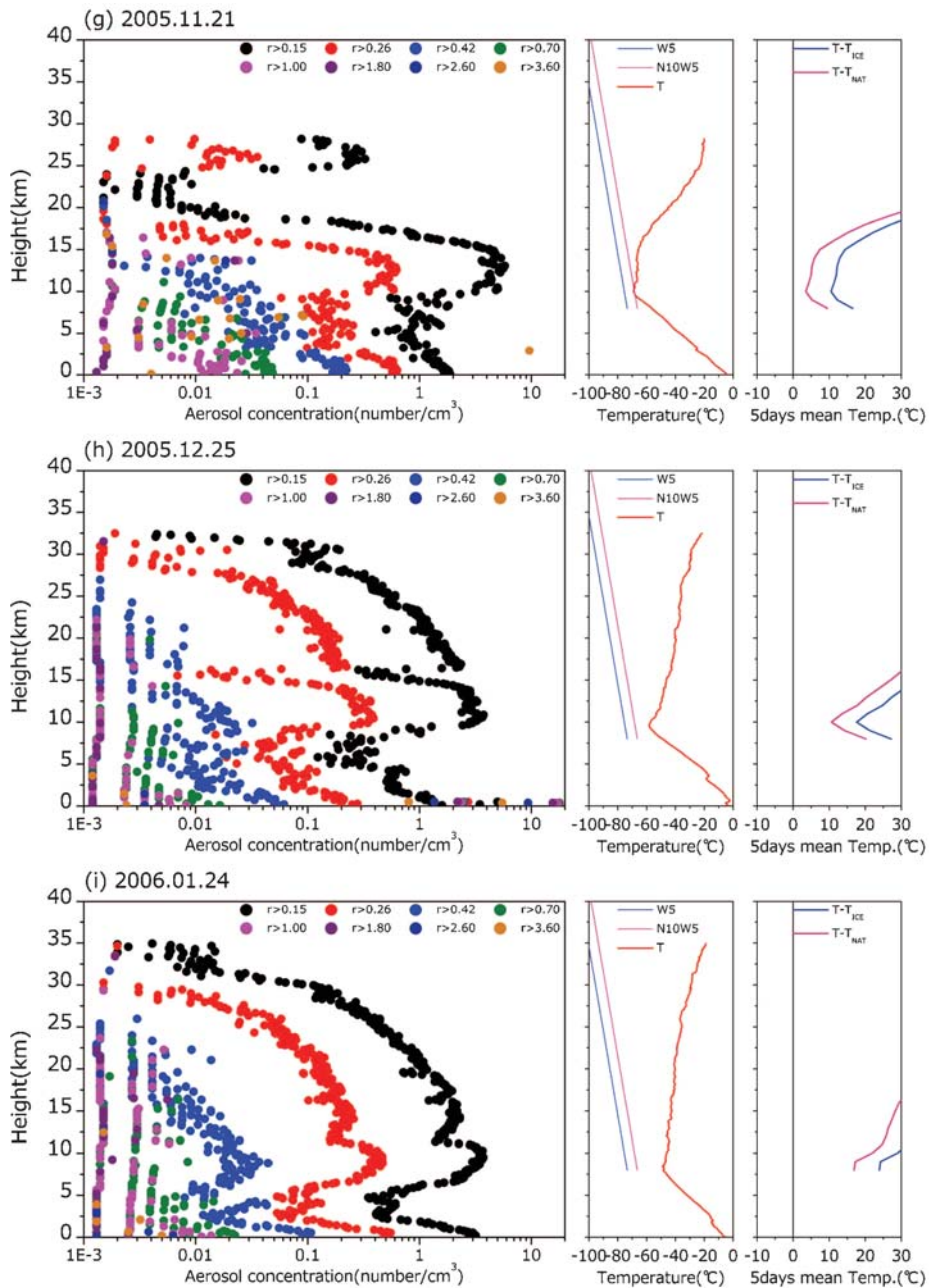 (g) 2005.11.21
r>0.15 r>0.26 r>0.42 r>0.70
r>1.00 r>1.80 r>2.60 r>3.60
W5
N10W5
T
T-T_ICE
T-T_NAT
40
35
30
25
20
15
10
5
0
Height(km)
1E-3 0.01 0.1 1 10
Aerosol concentration(number/cm³)
-100 -80 -60 -40 -20 0
Temperature(℃)
-10 0 10 20 30
5days mean Temp.(℃)
(h) 2005.12.25
r>0.15 r>0.26 r>0.42 r>0.70
r>1.00 r>1.80 r>2.60 r>3.60
W5
N10W5
T
T-T_ICE
T-T_NAT
40
35
30
25
20
15
10
5
0
Height(km)
1E-3 0.01 0.1 1 10
Aerosol concentration(number/cm³)
-100 -80 -60 -40 -20 0
Temperature(℃)
-10 0 10 20 30
5days mean Temp.(℃)
(i) 2006.01.24
r>0.15 r>0.26 r>0.42 r>0.70
r>1.00 r>1.80 r>2.60 r>3.60
W5
N10W5
T
T-T_ICE
T-T_NAT
40
35
30
25
20
15
10
5
0
Height(km)
1E-3 0.01 0.1 1 10
Aerosol concentration(number/cm³)
-100 -80 -60 -40 -20 0
Temperature(℃)
-10 0 10 20 30
5days mean Temp.(℃)